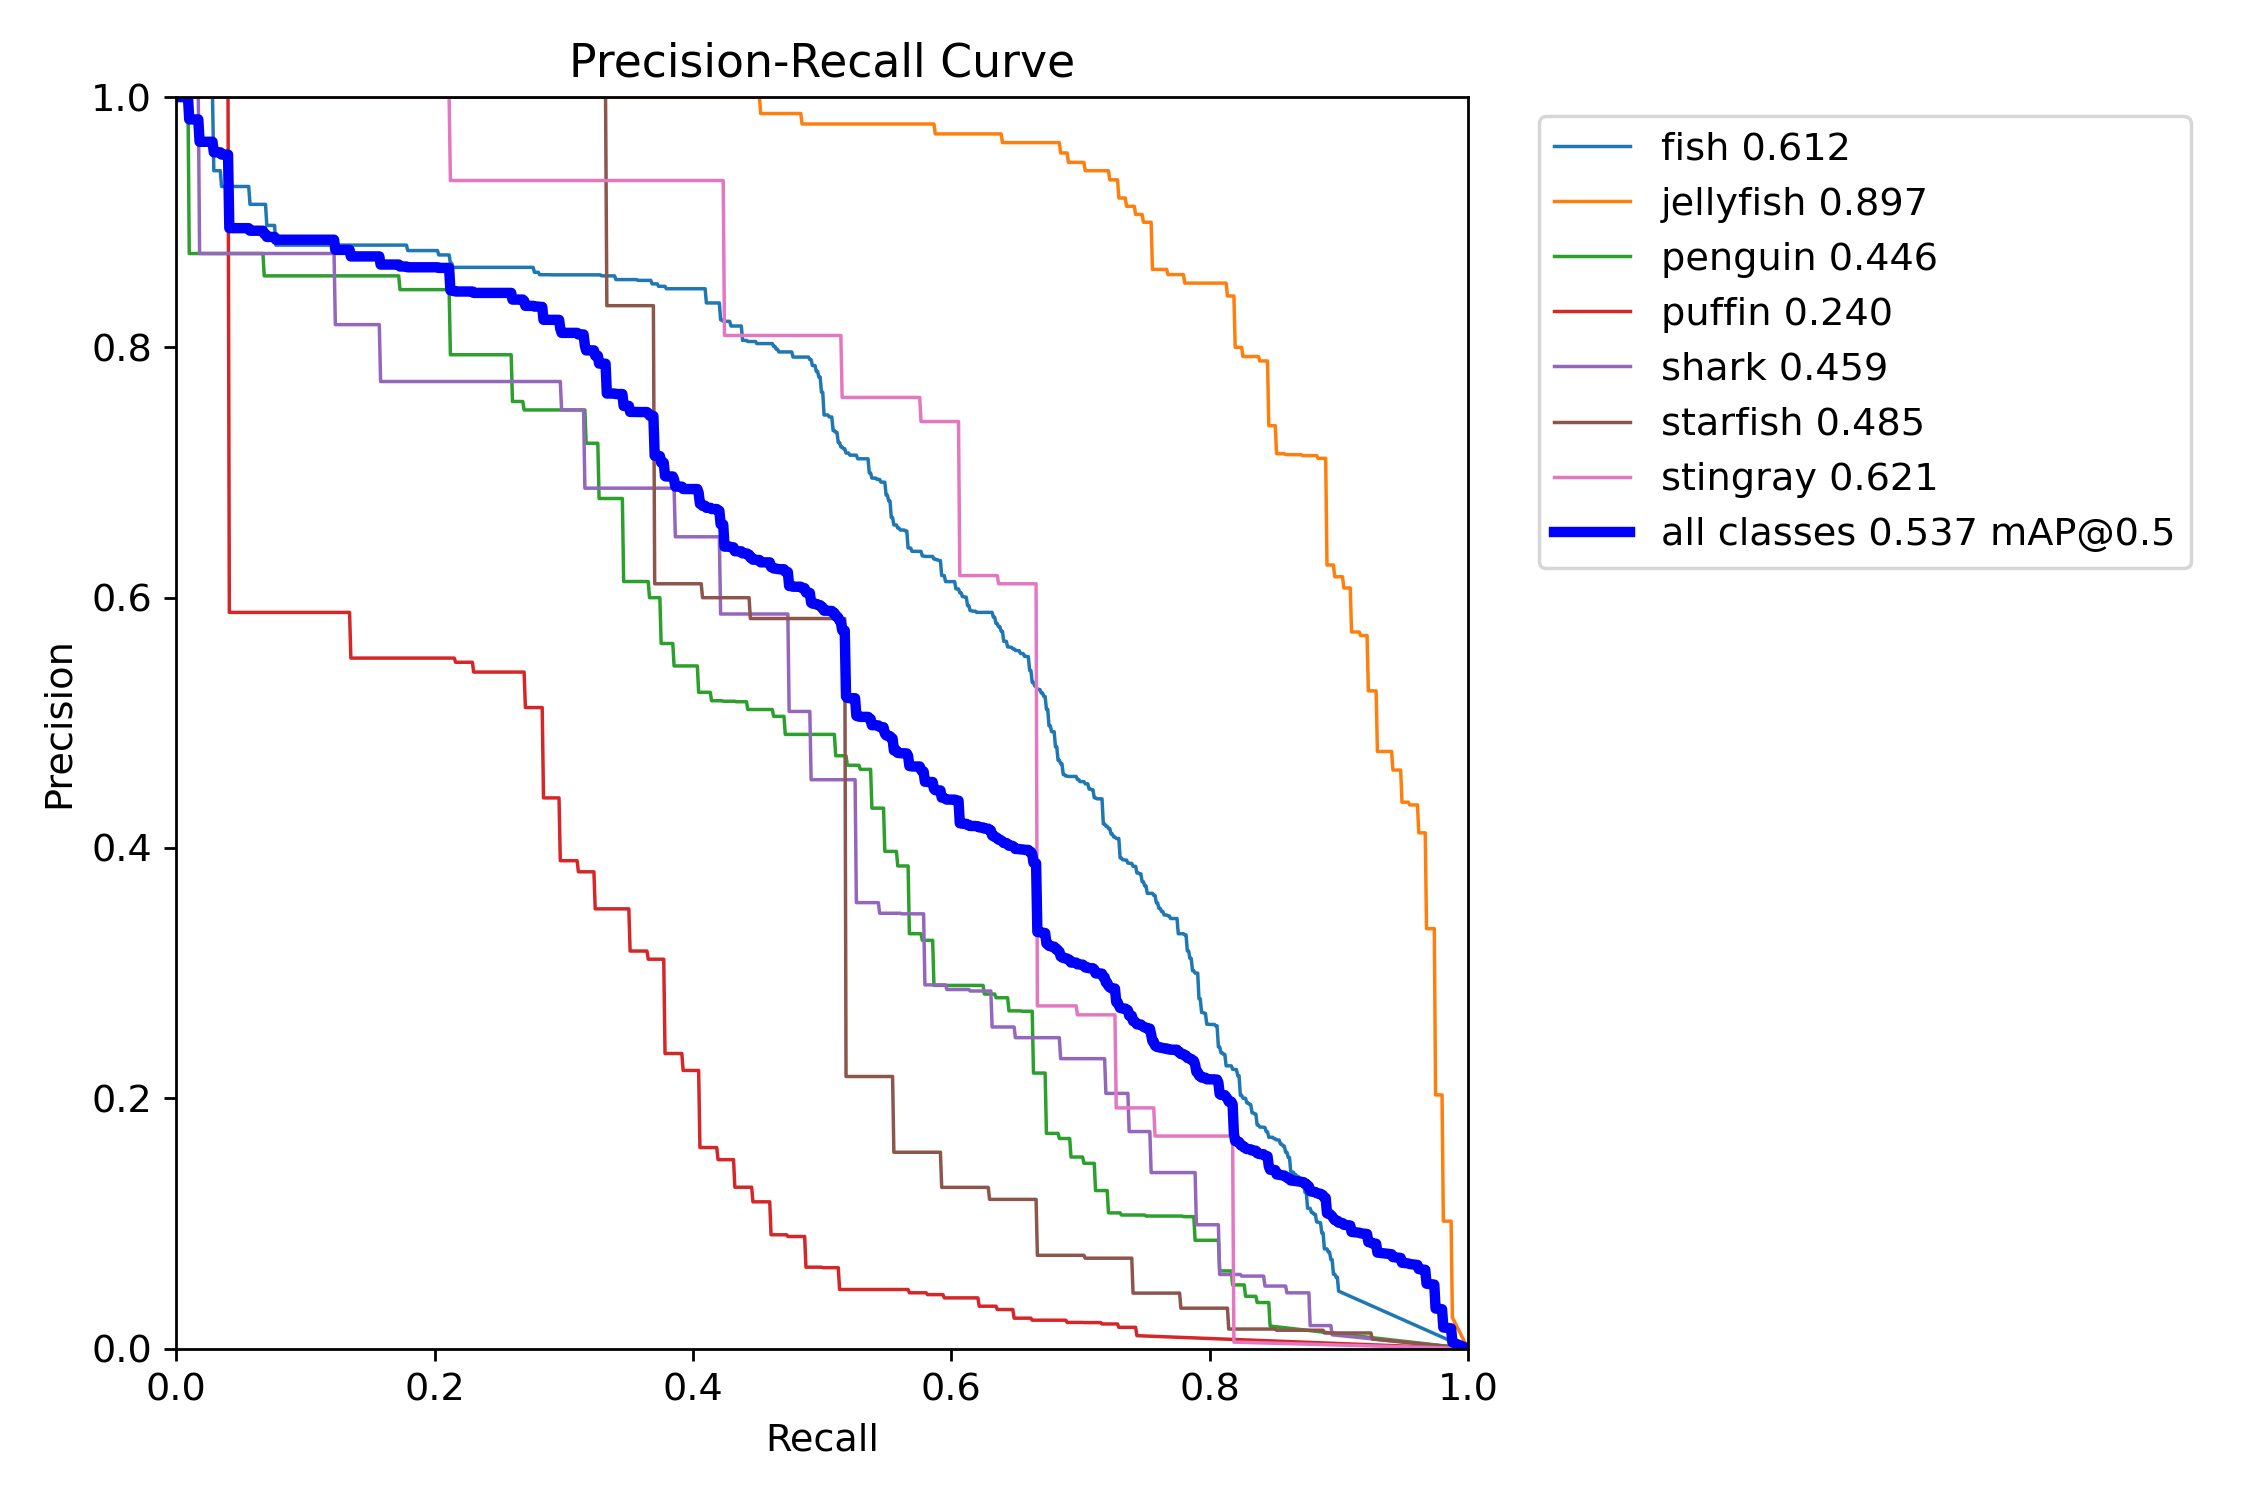 Precision-Recall Curve
1.0
0.8
0.6
0.4
0.2
0.0
Precision
0.0 0.2 0.4 0.6 0.8 1.0
Recall
fish 0.612
jellyfish 0.897
penguin 0.446
puffin 0.240
shark 0.459
starfish 0.485
stingray 0.621
all classes 0.537 mAP@0.5